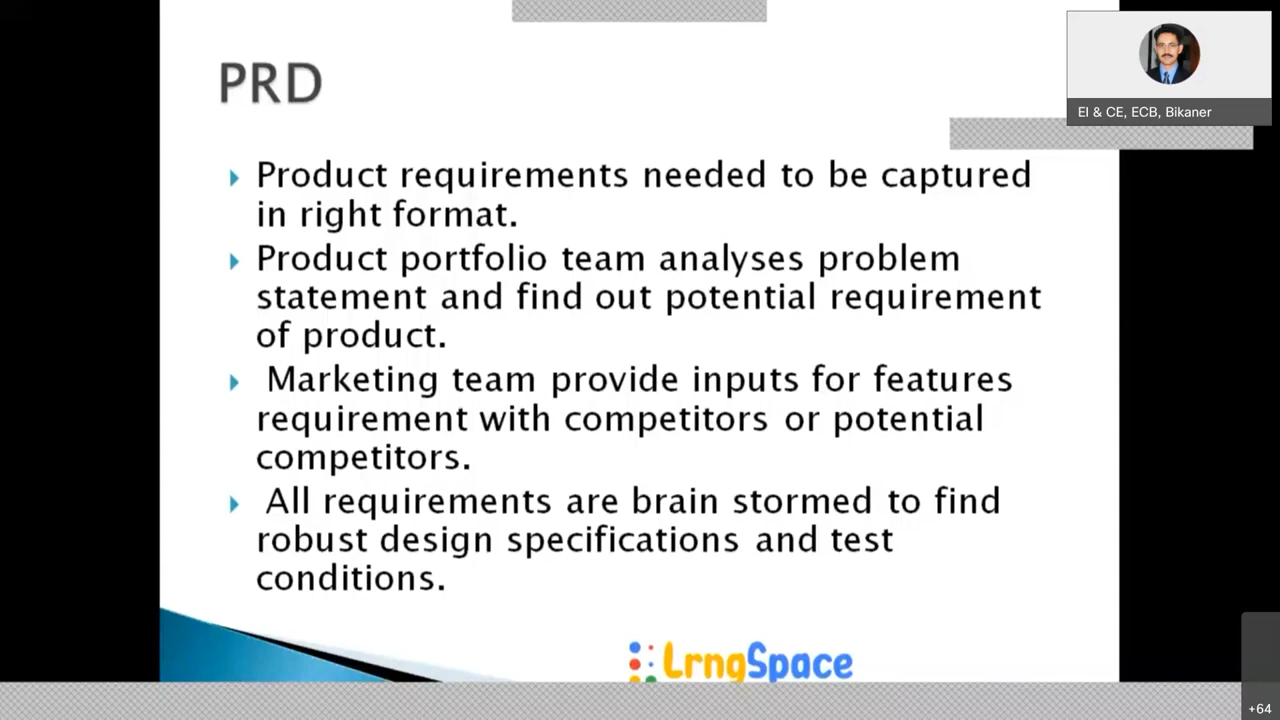 PRD
Product requirements needed to be captured
in right format.
Product portfolio team analyses problem
statement and find out potential requirement
of product.
Marketing team provide inputs for features
requirement with competitors or potential
competitors.
All requirements are brain stormed to find
robust design specifications and test
conditions.
LrngSpace
EI & CE, ECB, Bikaner
+64